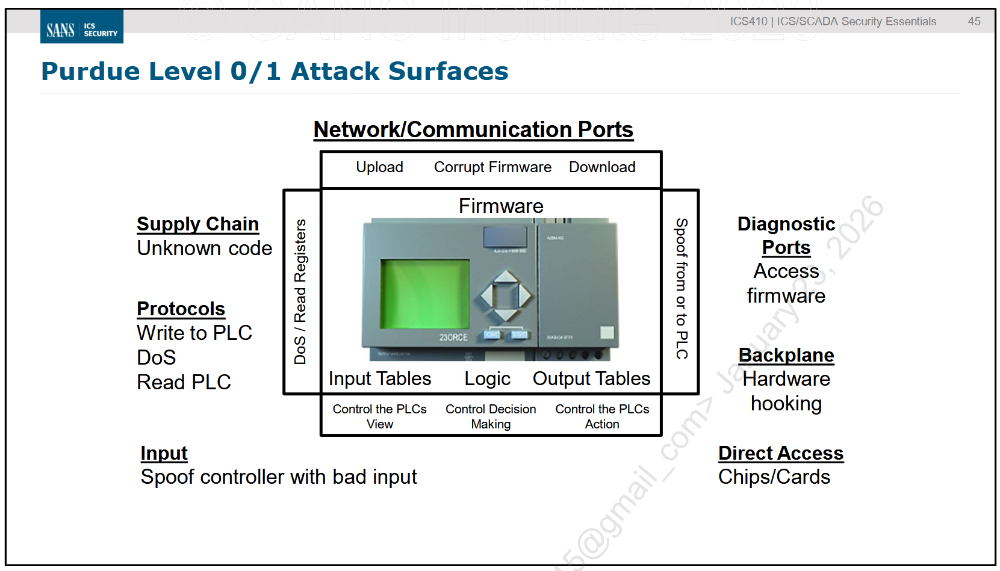 © SANS Institute 2026
SANS
ICS
SECURITY
ICS410 | ICS/SCADA Security Essentials
45
Purdue Level 0/1 Attack Surfaces
Network/Communication Ports
Upload
Corrupt Firmware
Download
Firmware
DoS / Read Registers
Spoof from or to PLC
230RCE
Input Tables
Logic
Output Tables
Control the PLCs
View
Control Decision
Making
Control the PLCs
Action
Supply Chain
Unknown code
Protocols
Write to PLC
DoS
Read PLC
Input
Spoof controller with bad input
Diagnostic
Ports
Access
firmware
Backplane
Hardware
hooking
Direct Access
Chips/Cards
15@gmail_com> January 23, 2026